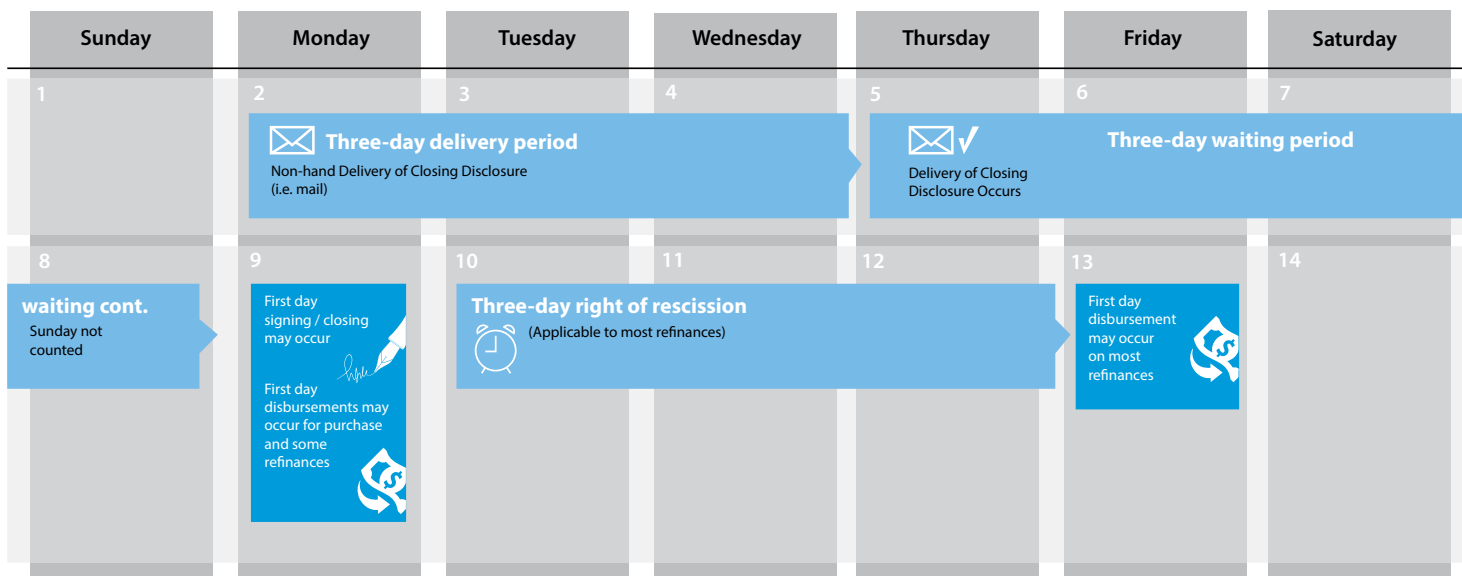 Sunday Monday Tuesday Wednesday Thursday Friday Saturday
1 2 3 4 5 6 7
Three-day delivery period
Non-hand Delivery of Closing Disclosure
(i.e. mail)
Three-day waiting period
Delivery of Closing
Disclosure Occurs
8 9 10 11 12 13 14
waiting cont.
Sunday not
counted
First day
signing / closing
may occur
First day
disbursements may
occur for purchase
and some
refinances
Three-day right of rescission
(Applicable to most refinances)
First day
disbursement
may occur
on most
refinances